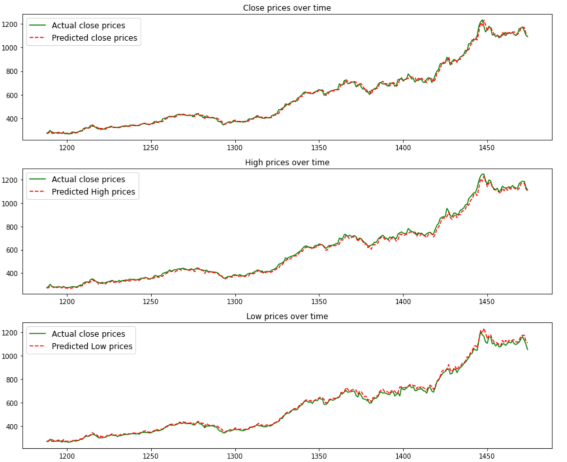 Close prices over time
1200
1000
800
600
400
Actual close prices
Predicted close prices
1200 1250 1300 1350 1400 1450
High prices over time
1200
1000
800
600
400
Actual close prices
Predicted High prices
1200 1250 1300 1350 1400 1450
Low prices over time
1200
1000
800
600
400
Actual close prices
Predicted Low prices
1200 1250 1300 1350 1400 1450